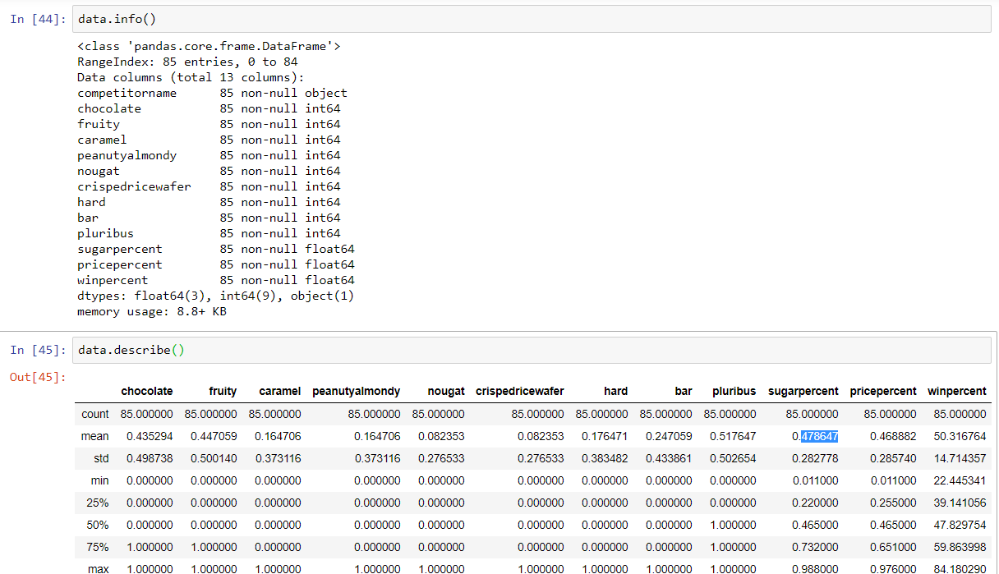 In [44]: data.info()
<class 'pandas.core.frame.DataFrame'>
RangeIndex: 85 entries, 0 to 84
Data columns (total 13 columns):
competitorname      85 non-null object
chocolate           85 non-null int64
fruity              85 non-null int64
caramel             85 non-null int64
peanutyalmondy      85 non-null int64
nougat              85 non-null int64
crispedricewafer    85 non-null int64
hard                85 non-null int64
bar                 85 non-null int64
pluribus            85 non-null int64
sugarpercent        85 non-null float64
pricepercent        85 non-null float64
winpercent          85 non-null float64
dtypes: float64(3), int64(9), object(1)
memory usage: 8.8+ KB
In [45]: data.describe()
Out[45]:
chocolate fruity caramel peanutyalmondy nougat crispedricewafer hard bar pluribus sugarpercent pricepercent winpercent
count 85.000000 85.000000 85.000000 85.000000 85.000000 85.000000 85.000000 85.000000 85.000000 85.000000 85.000000 85.000000
mean 0.435294 0.447059 0.164706 0.164706 0.082353 0.082353 0.176471 0.247059 0.517647 0.478647 0.468882 50.316764
std 0.498738 0.500140 0.373116 0.373116 0.276533 0.276533 0.383482 0.433861 0.502654 0.282778 0.285740 14.714357
min 0.000000 0.000000 0.000000 0.000000 0.000000 0.000000 0.000000 0.000000 0.000000 0.011000 0.011000 22.445341
25% 0.000000 0.000000 0.000000 0.000000 0.000000 0.000000 0.000000 0.000000 0.000000 0.220000 0.255000 39.141056
50% 0.000000 0.000000 0.000000 0.000000 0.000000 0.000000 0.000000 0.000000 1.000000 0.465000 0.465000 47.829754
75% 1.000000 1.000000 0.000000 0.000000 0.000000 0.000000 0.000000 0.000000 1.000000 0.732000 0.651000 59.863998
max 1.000000 1.000000 1.000000 1.000000 1.000000 1.000000 1.000000 1.000000 1.000000 0.988000 0.976000 84.180290